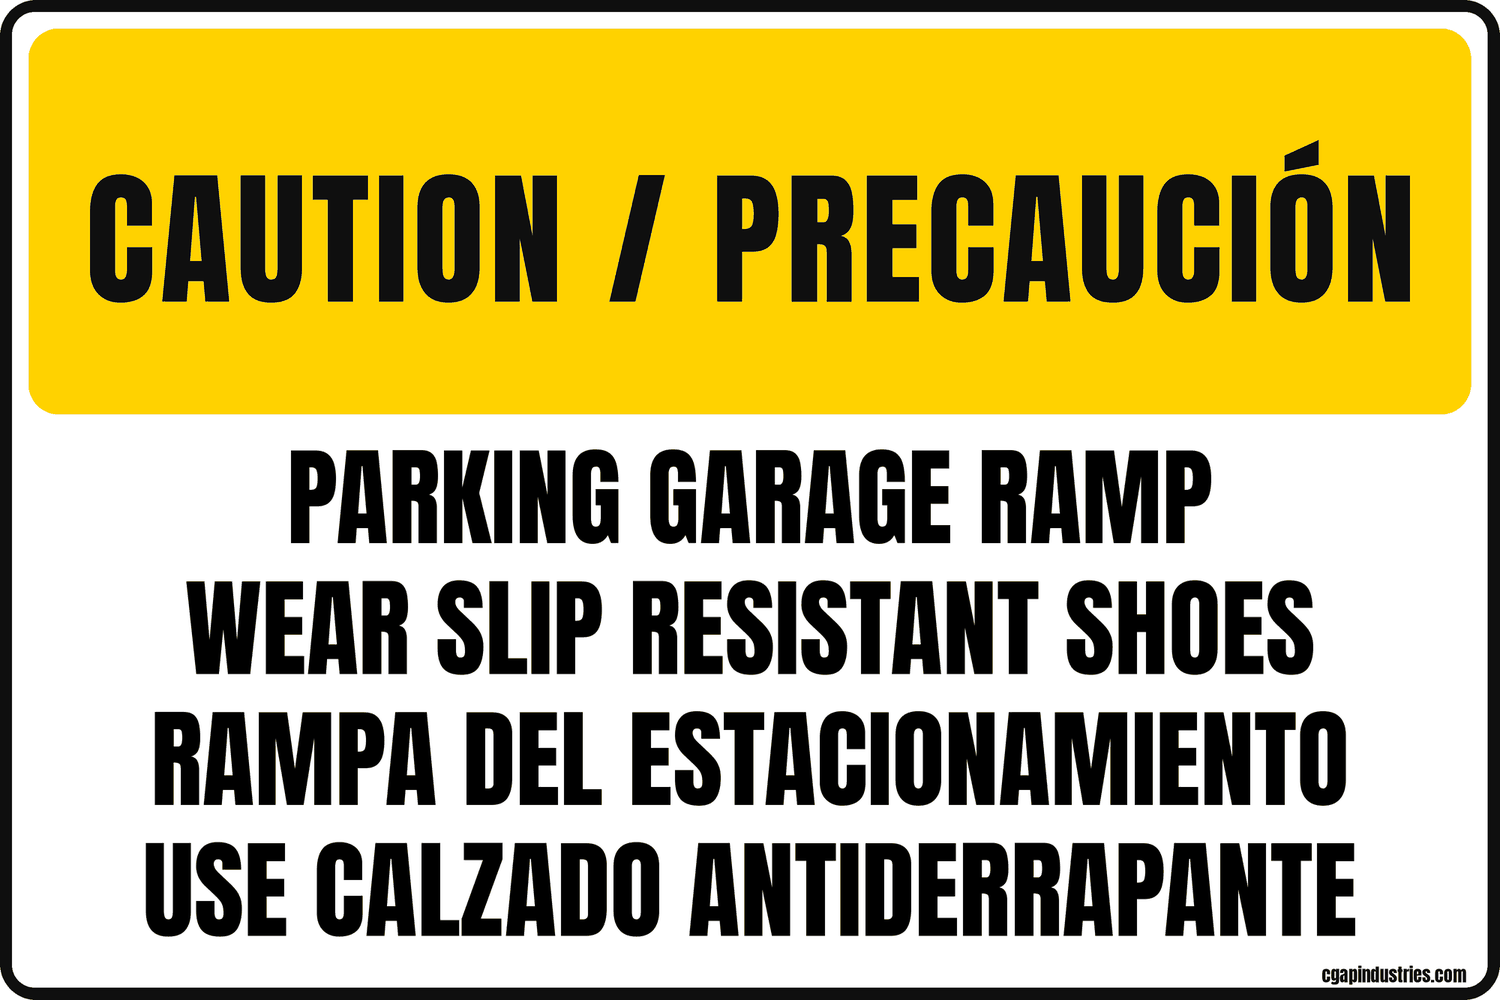 CAUTION / PRECAUCIÓN
PARKING GARAGE RAMP
WEAR SLIP RESISTANT SHOES
RAMPA DEL ESTACIONAMIENTO
USE CALZADO ANTIDERRAPANTE
cgapindustries.com